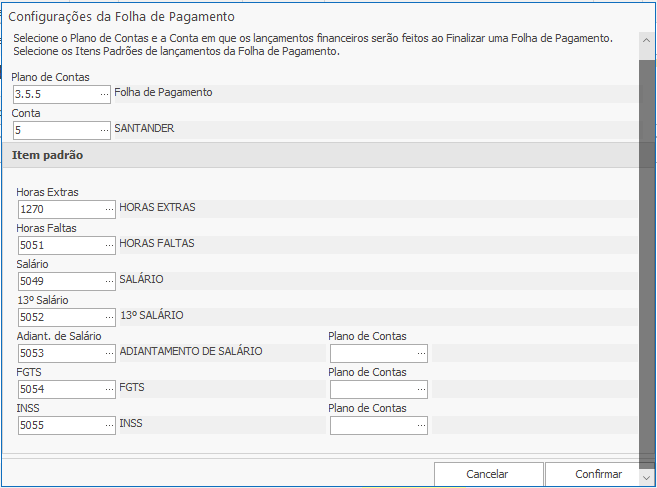 Configurações da Folha de Pagamento
Selecione o Plano de Contas e a Conta em que os lançamentos financeiros serão feitos ao Finalizar uma Folha de Pagamento.
Selecione os Itens Padrões de lançamentos da Folha de Pagamento.
Plano de Contas
3.5.5 ... Folha de Pagamento
Conta
5 ... SANTANDER
Item padrão
Horas Extras
1270 ... HORAS EXTRAS
Horas Faltas
5051 ... HORAS FALTAS
Salário
5049 ... SALÁRIO
13º Salário
5052 ... 13º SALÁRIO
Adiant. de Salário Plano de Contas
5053 ... ADIANTAMENTO DE SALÁRIO ...
FGTS Plano de Contas
5054 ... FGTS ...
INSS Plano de Contas
5055 ... INSS ...
Cancelar Confirmar